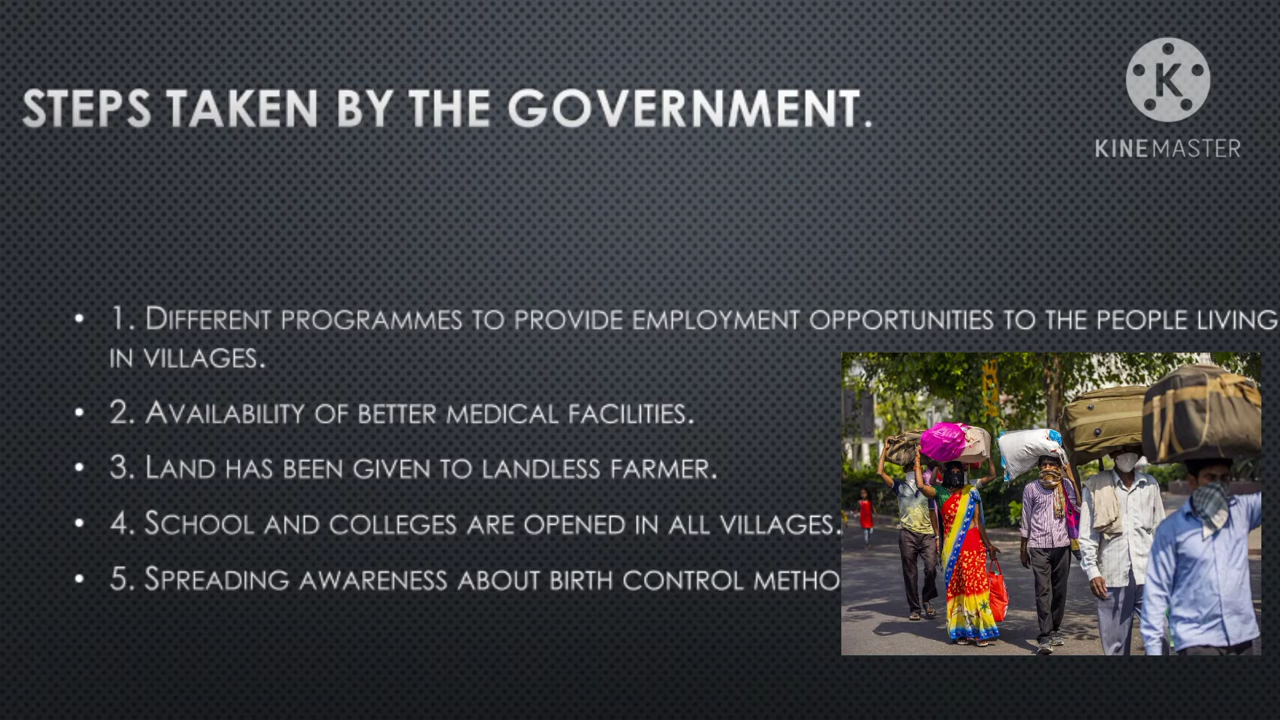 STEPS TAKEN BY THE GOVERNMENT.
K
KINEMASTER
• 1. DIFFERENT PROGRAMMES TO PROVIDE EMPLOYMENT OPPORTUNITIES TO THE PEOPLE LIVING
IN VILLAGES.
• 2. AVAILABILITY OF BETTER MEDICAL FACILITIES.
• 3. LAND HAS BEEN GIVEN TO LANDLESS FARMER.
• 4. SCHOOL AND COLLEGES ARE OPENED IN ALL VILLAGES.
• 5. SPREADING AWARENESS ABOUT BIRTH CONTROL METHO